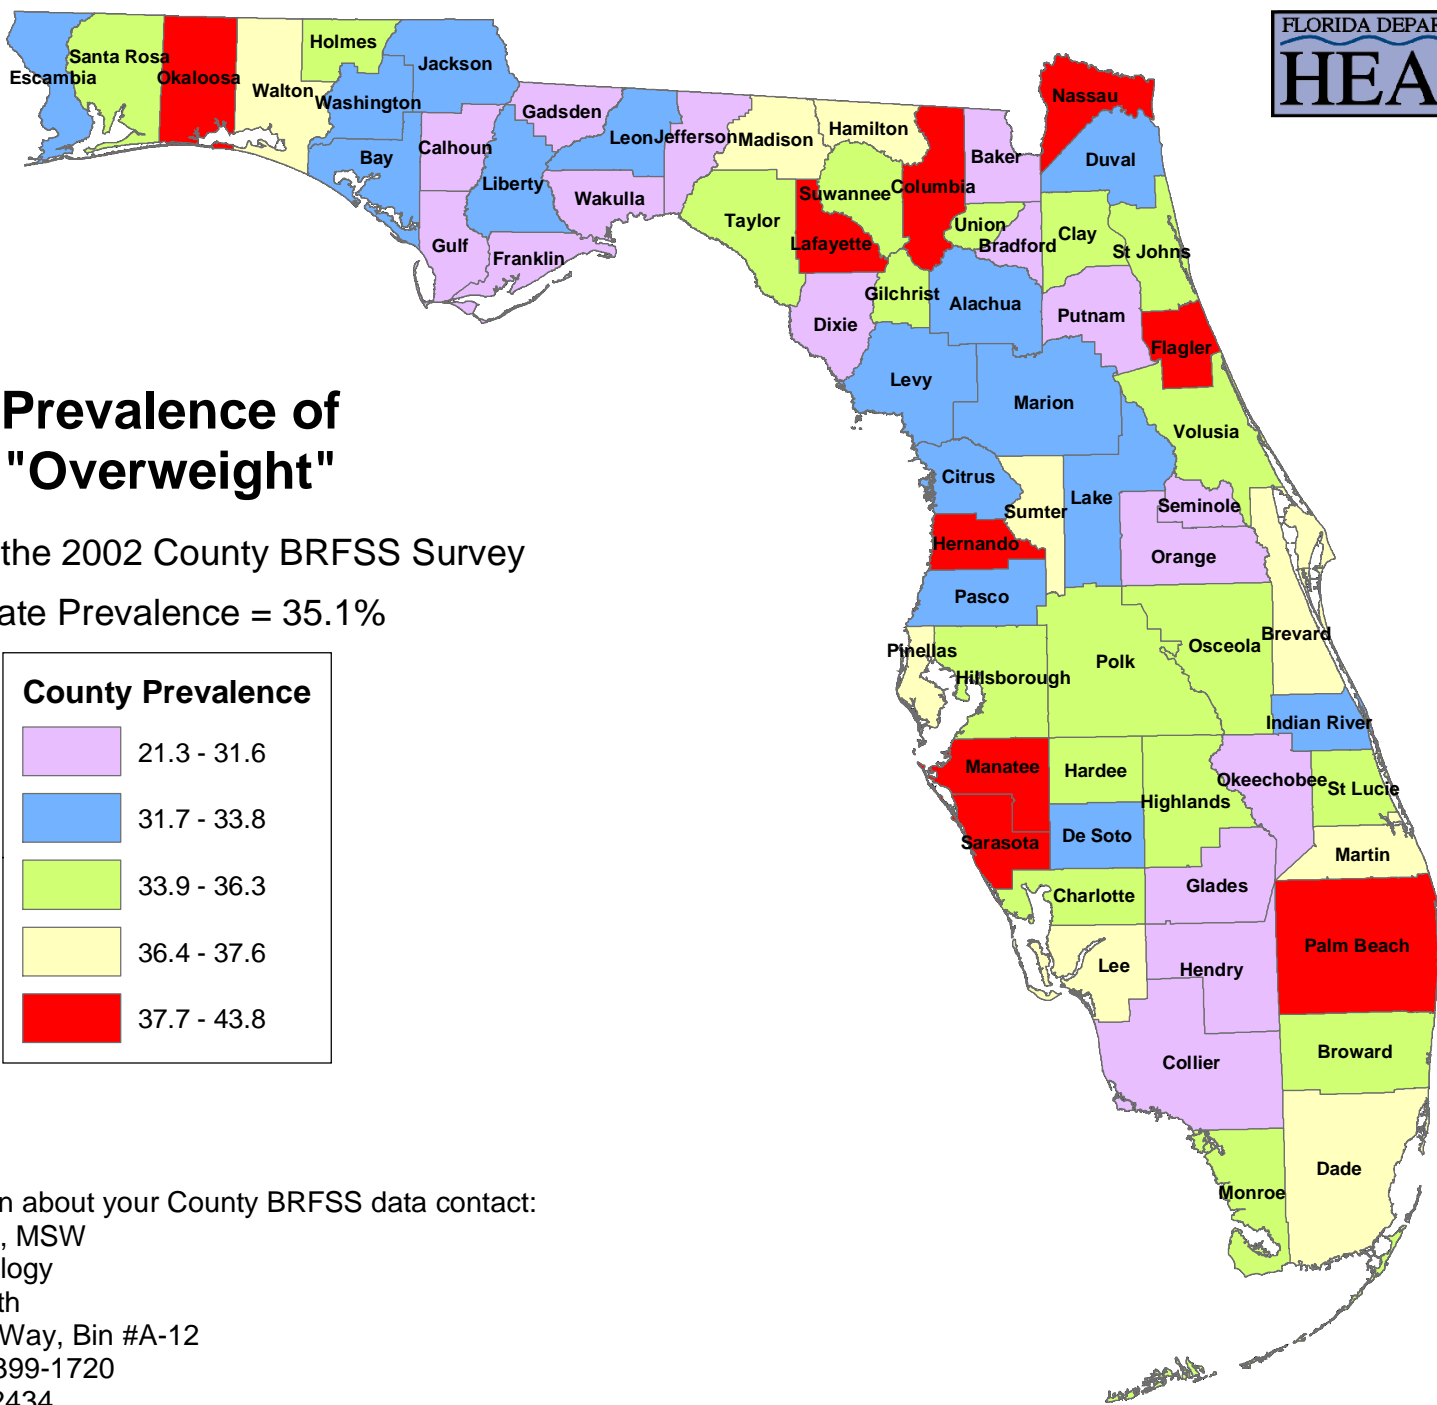 FLORIDA DEPAR
HEA
Prevalence of
"Overweight"
the 2002 County BRFSS Survey
ate Prevalence = 35.1%
County Prevalence
21.3 - 31.6
31.7 - 33.8
33.9 - 36.3
36.4 - 37.6
37.7 - 43.8
n about your County BRFSS data contact:
, MSW
logy
th
Way, Bin #A-12
399-1720
2434
Escambia
Santa Rosa
Okaloosa
Walton
Holmes
Washington
Jackson
Bay
Calhoun
Gulf
Gadsden
Liberty
Franklin
Leon
Wakulla
Jefferson
Madison
Taylor
Hamilton
Suwannee
Lafayette
Dixie
Columbia
Gilchrist
Baker
Union
Bradford
Nassau
Duval
Clay
St Johns
Alachua
Putnam
Flagler
Levy
Marion
Volusia
Citrus
Sumter
Lake
Seminole
Hernando
Orange
Pasco
Brevard
Pinellas
Hillsborough
Polk
Osceola
Indian River
Manatee
Hardee
Highlands
Okeechobee
St Lucie
Sarasota
De Soto
Martin
Charlotte
Glades
Lee
Hendry
Palm Beach
Collier
Broward
Monroe
Dade